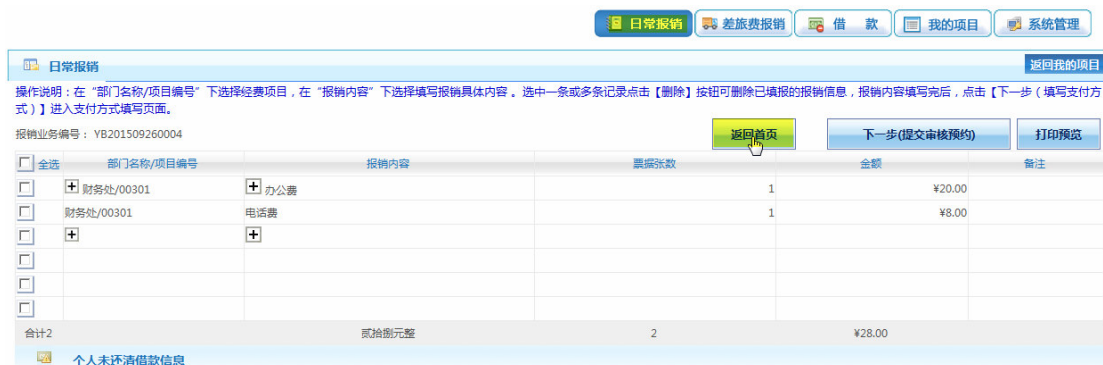 日常报销 差旅费报销 借 款 我的项目 系统管理
日常报销 返回我的项目
操作说明：在“部门名称/项目编号”下选择经费项目，在“报销内容”下选择填写报销具体内容 。选中一条或多条记录点击【删除】按钮可删除已填报的报销信息，报销内容填写完后，点击【下一步（填写支付方
式）】进入支付方式填写页面。
报销业务编号： YB201509260004 返回首页 下一步(提交审核预约) 打印预览
全选 部门名称/项目编号 报销内容 票据张数 金额 备注
财务处/00301 办公费 1 ¥20.00
财务处/00301 电话费 1 ¥8.00
合计2 贰拾捌元整 2 ¥28.00
个人未还清借款信息